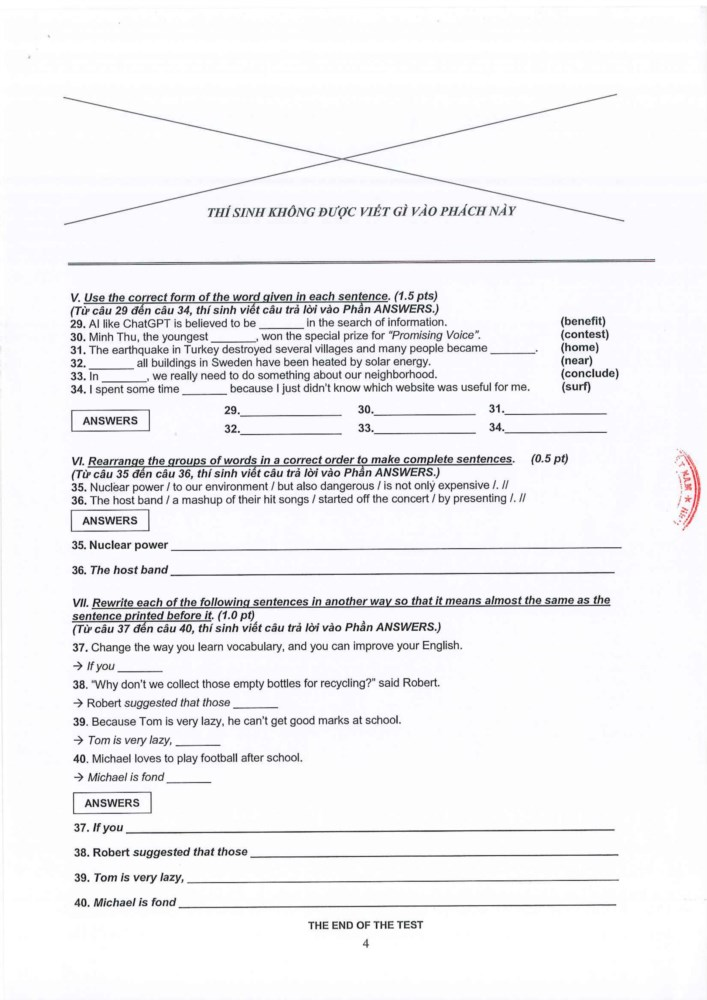 THÍ SINH KHÔNG ĐƯỢC VIẾT GÌ VÀO PHÁCH NÀY
V. Use the correct form of the word given in each sentence. (1.5 pts)
(Từ câu 29 đến câu 34, thí sinh viết câu trả lời vào Phần ANSWERS.)
29. AI like ChatGPT is believed to be _______ in the search of information. (benefit)
30. Minh Thu, the youngest _______, won the special prize for "Promising Voice". (contest)
31. The earthquake in Turkey destroyed several villages and many people became _______. (home)
32. _______ all buildings in Sweden have been heated by solar energy. (near)
33. In _______, we really need to do something about our neighborhood. (conclude)
34. I spent some time _______ because I just didn't know which website was useful for me. (surf)
ANSWERS
29.________________ 30.________________ 31.________________
32.________________ 33.________________ 34.________________
VI. Rearrange the groups of words in a correct order to make complete sentences. (0.5 pt)
(Từ câu 35 đến câu 36, thí sinh viết câu trả lời vào Phần ANSWERS.)
35. Nuclear power / to our environment / but also dangerous / is not only expensive /. //
36. The host band / a mashup of their hit songs / started off the concert / by presenting /. //
ANSWERS
35. Nuclear power ________________
36. The host band ________________
VII. Rewrite each of the following sentences in another way so that it means almost the same as the
sentence printed before it. (1.0 pt)
(Từ câu 37 đến câu 40, thí sinh viết câu trả lời vào Phần ANSWERS.)
37. Change the way you learn vocabulary, and you can improve your English.
→ If you _______
38. "Why don't we collect those empty bottles for recycling?" said Robert.
→ Robert suggested that those _______
39. Because Tom is very lazy, he can't get good marks at school.
→ Tom is very lazy, _______
40. Michael loves to play football after school.
→ Michael is fond _______
ANSWERS
37. If you ________________
38. Robert suggested that those ________________
39. Tom is very lazy, ________________
40. Michael is fond ________________
THE END OF THE TEST
4